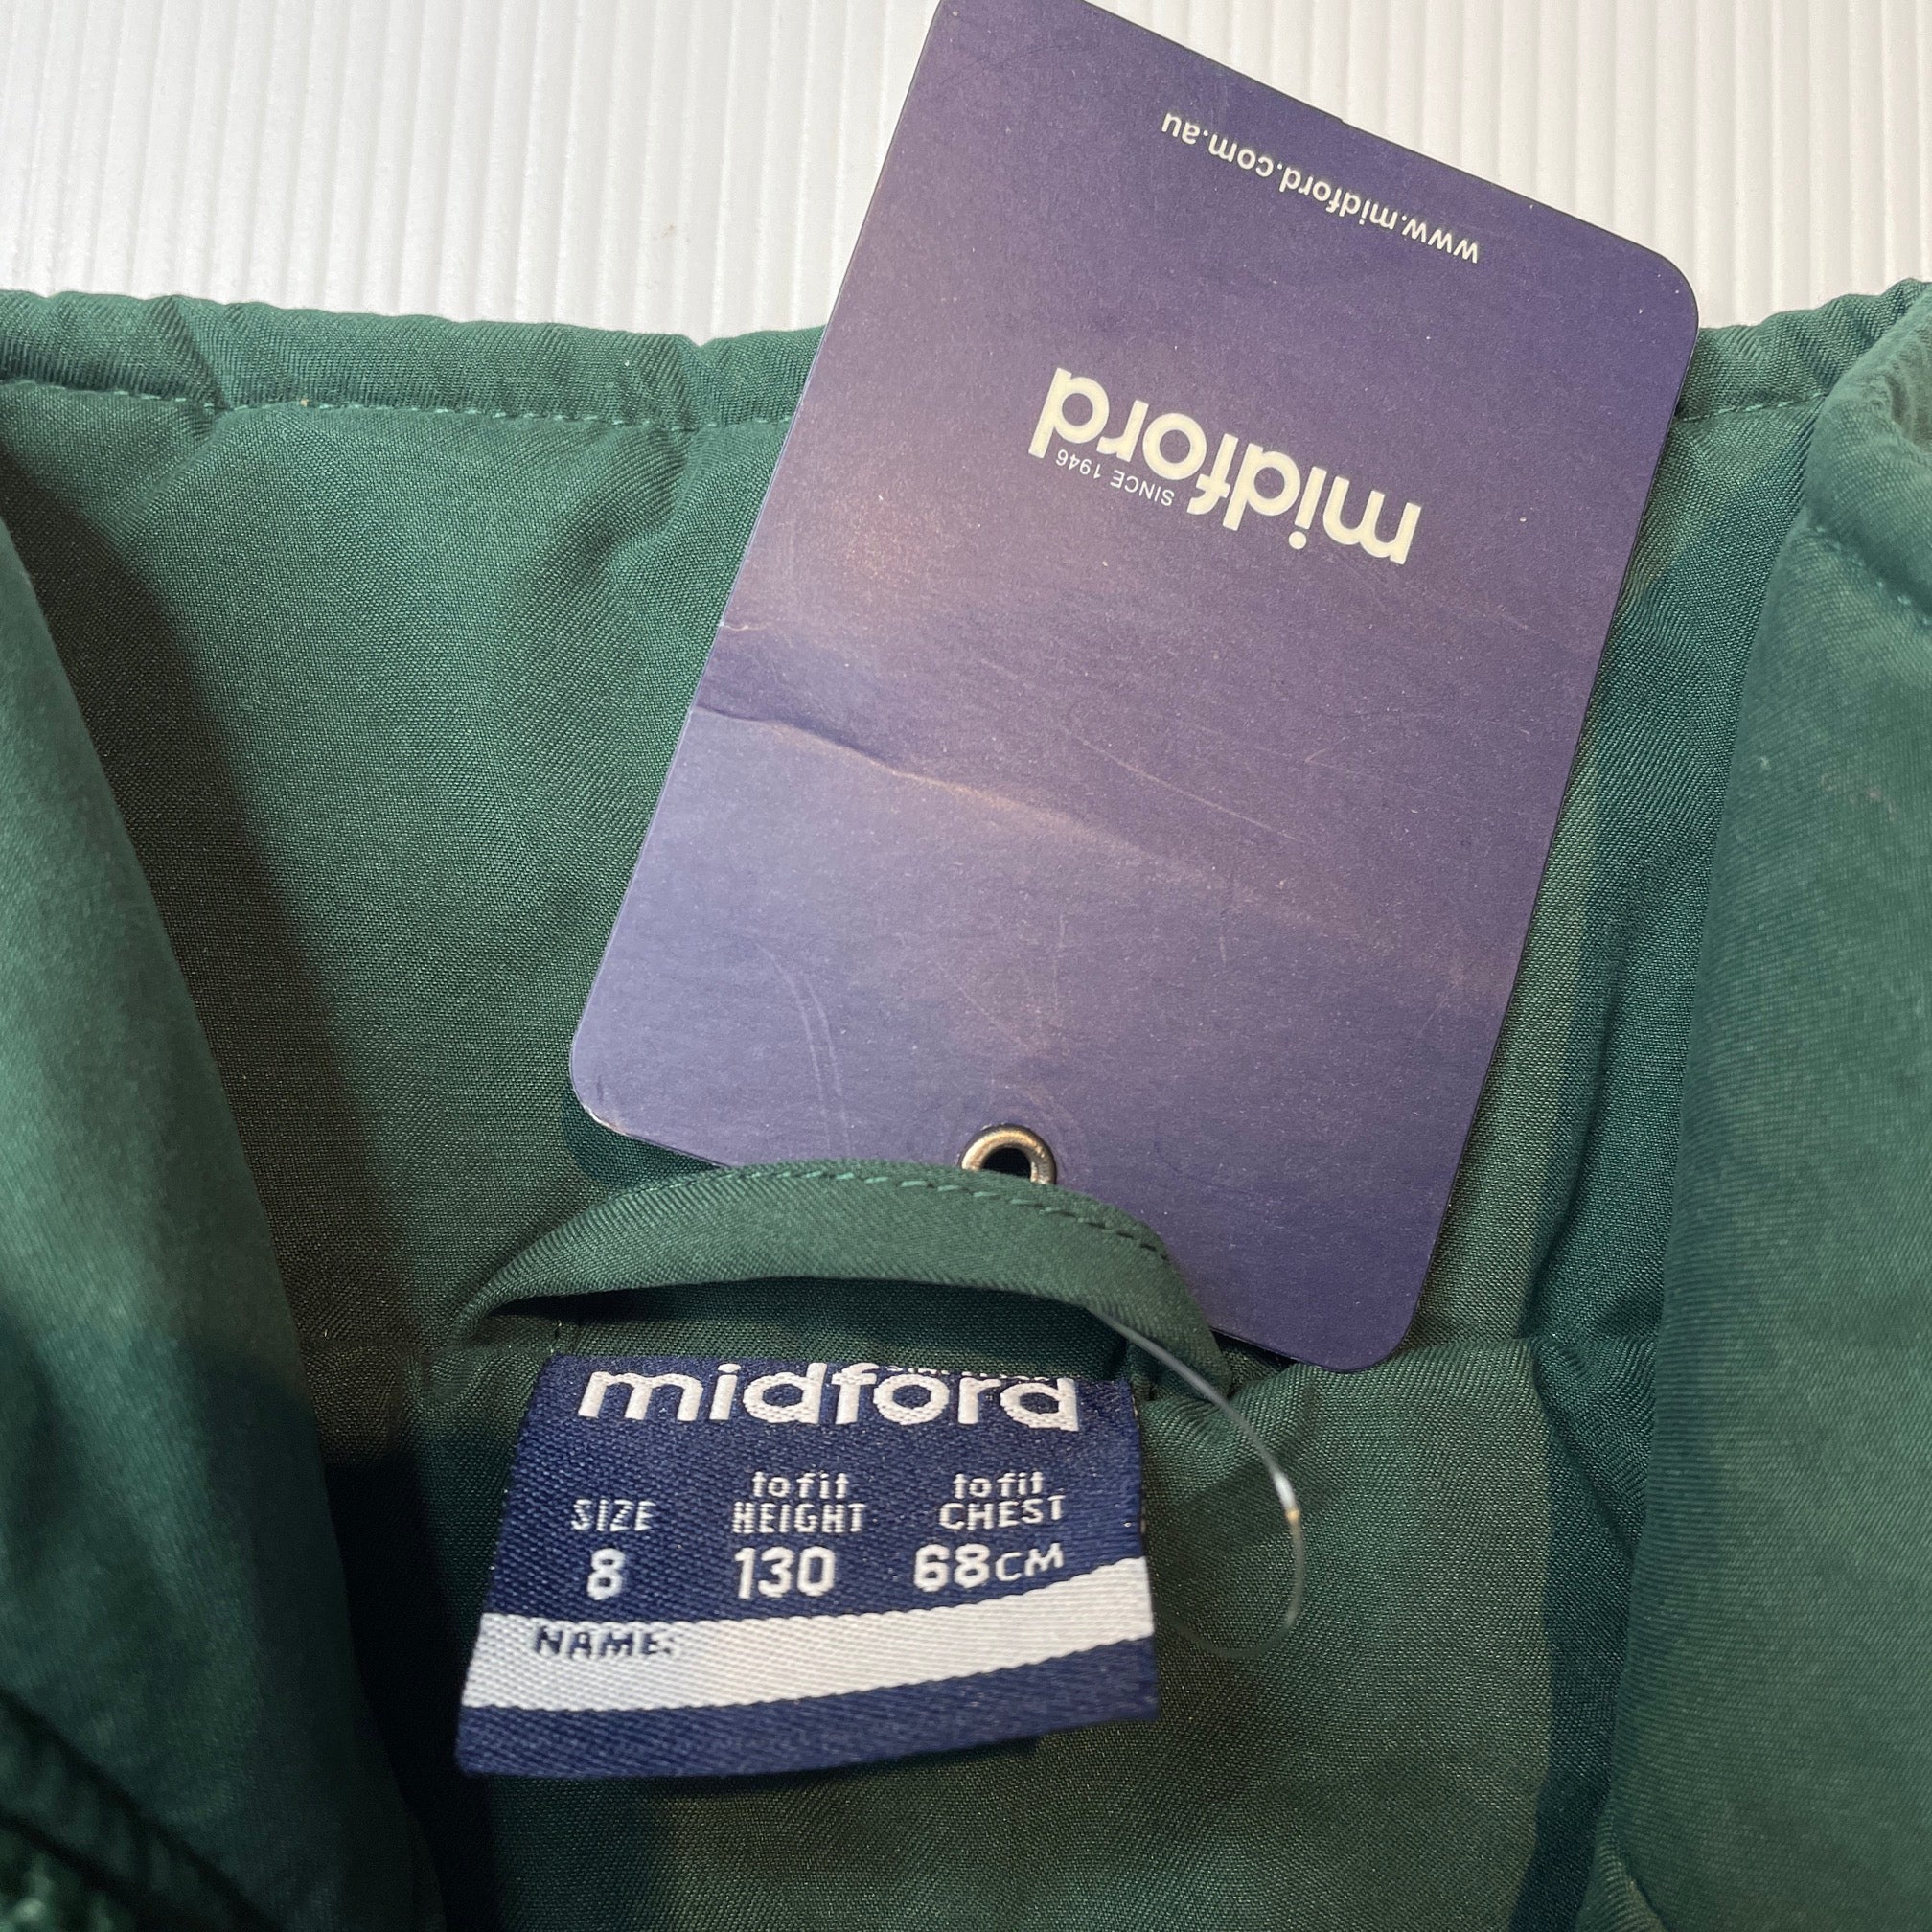 midford
SINCE 1946
www.midford.com.au
midford
SIZE
8
to fit
HEIGHT
130
to fit
CHEST
68CM
NAME: